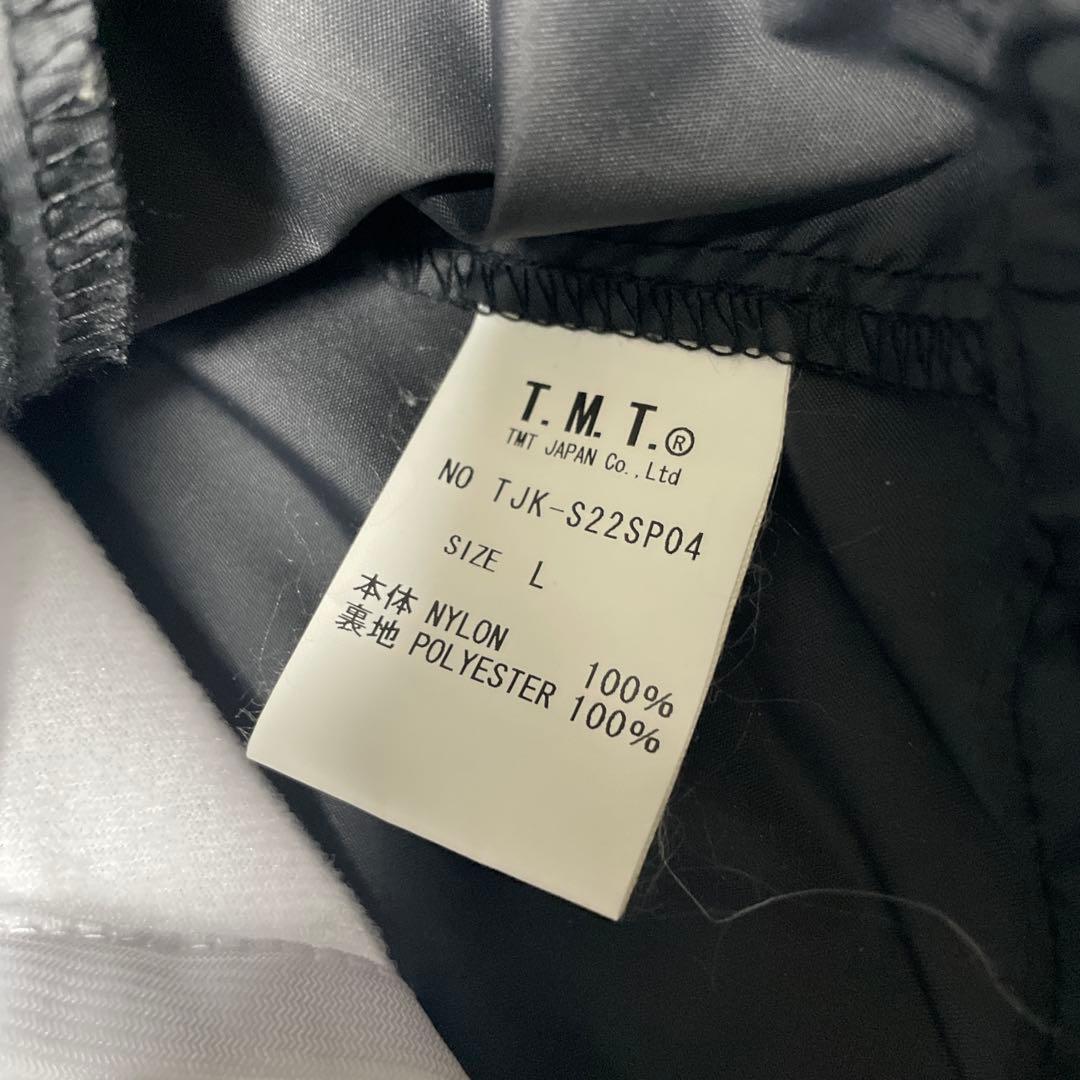 T.M.T.®
TMT JAPAN Co.,Ltd
NO TJK-S22SP04
SIZE L
本体 NYLON 100%
裏地 POLYESTER 100%